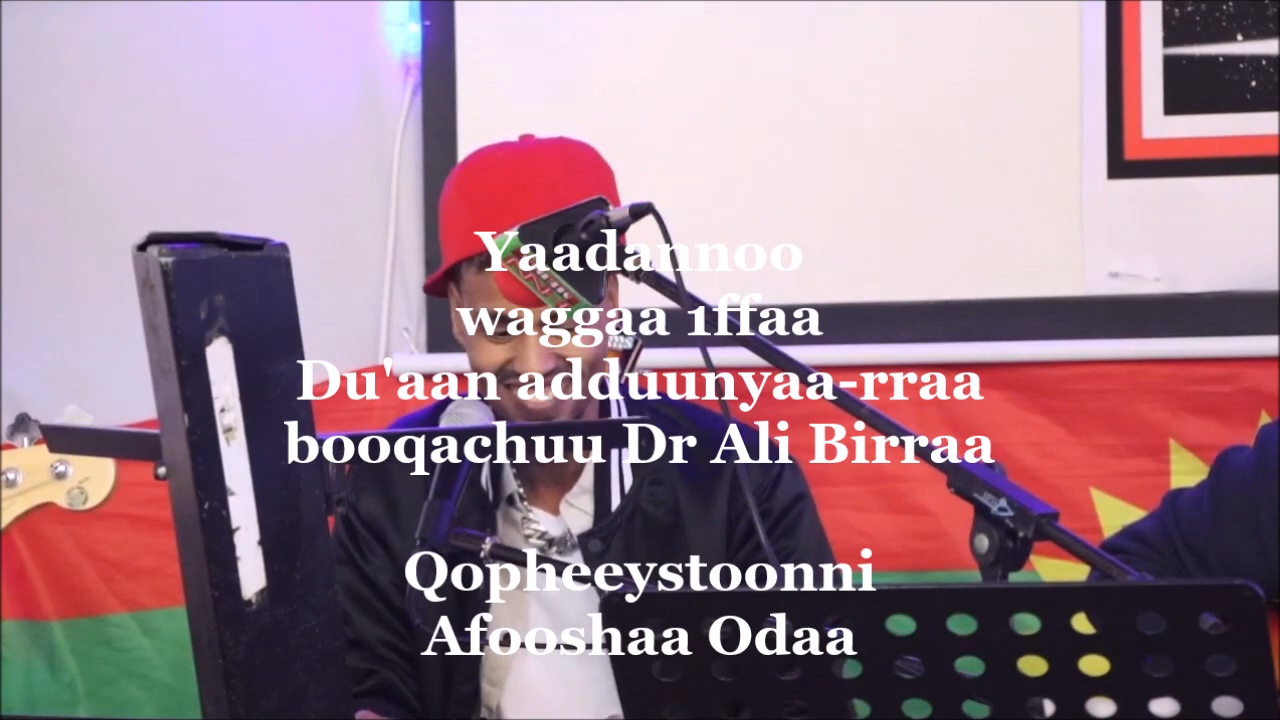 Yaadannoo
waggaa 1ffaa
Du'aan adduunyaa-rraa
booqachuu Dr Ali Birraa
Qopheeystoonni
Afooshaa Odaa